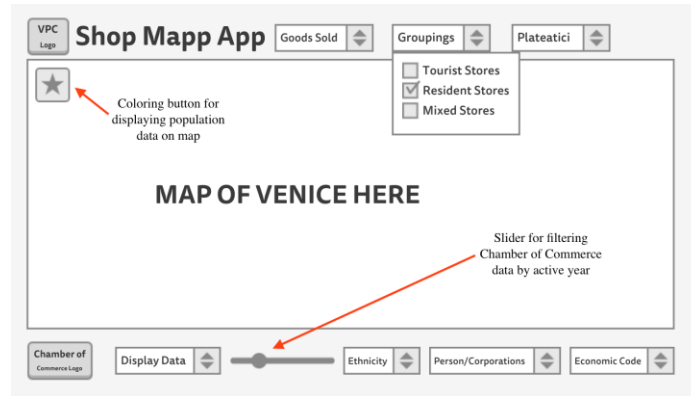 VPC
Logo
Shop Mapp App
Goods Sold
Groupings
Plateatici
Tourist Stores
Resident Stores
Mixed Stores
Coloring button for
displaying population
data on map
MAP OF VENICE HERE
Slider for filtering
Chamber of Commerce
data by active year
Chamber of
Commerce Logo
Display Data
Ethnicity
Person/Corporations
Economic Code